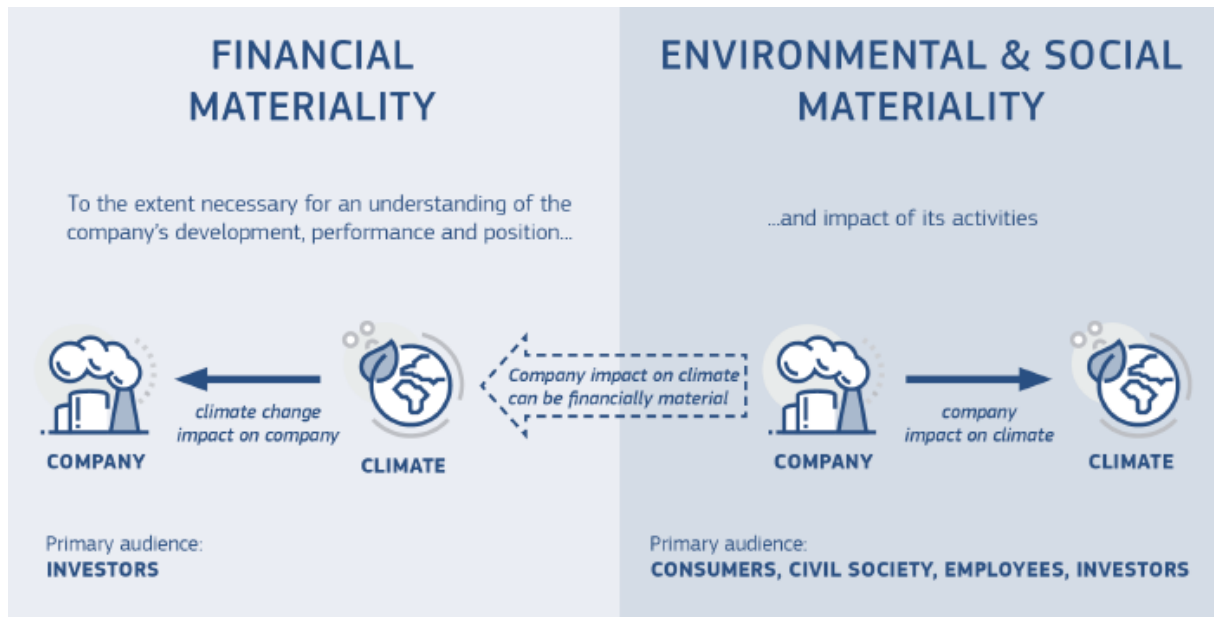 FINANCIAL
MATERIALITY
To the extent necessary for an understanding of the
company's development, performance and position...
climate change
impact on company
COMPANY
CLIMATE
Primary audience:
INVESTORS
Company impact on climate
can be financially material
ENVIRONMENTAL & SOCIAL
MATERIALITY
...and impact of its activities
company
impact on climate
COMPANY
CLIMATE
Primary audience:
CONSUMERS, CIVIL SOCIETY, EMPLOYEES, INVESTORS